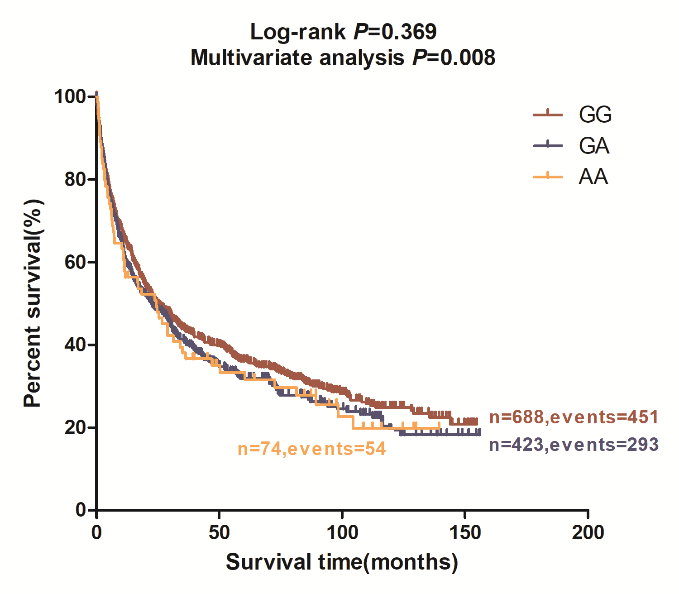 Log-rank P=0.369
Multivariate analysis P=0.008
GG
GA
AA
100
80
60
40
20
0
Percent survival(%)
n=688,events=451
n=423,events=293
n=74,events=54
0
50
100
150
200
Survival time(months)